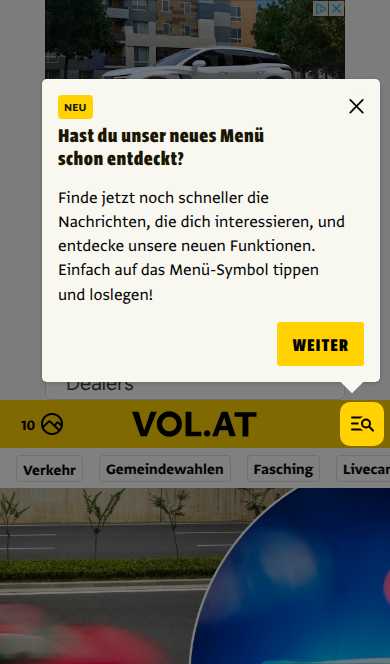 NEU
Hast du unser neues Menü
schon entdeckt?
Finde jetzt noch schneller die
Nachrichten, die dich interessieren, und
entdecke unsere neuen Funktionen.
Einfach auf das Menü-Symbol tippen
und loslegen!
WEITER
Dealers
10 VOL.AT
Verkehr Gemeindewahlen Fasching Livecar